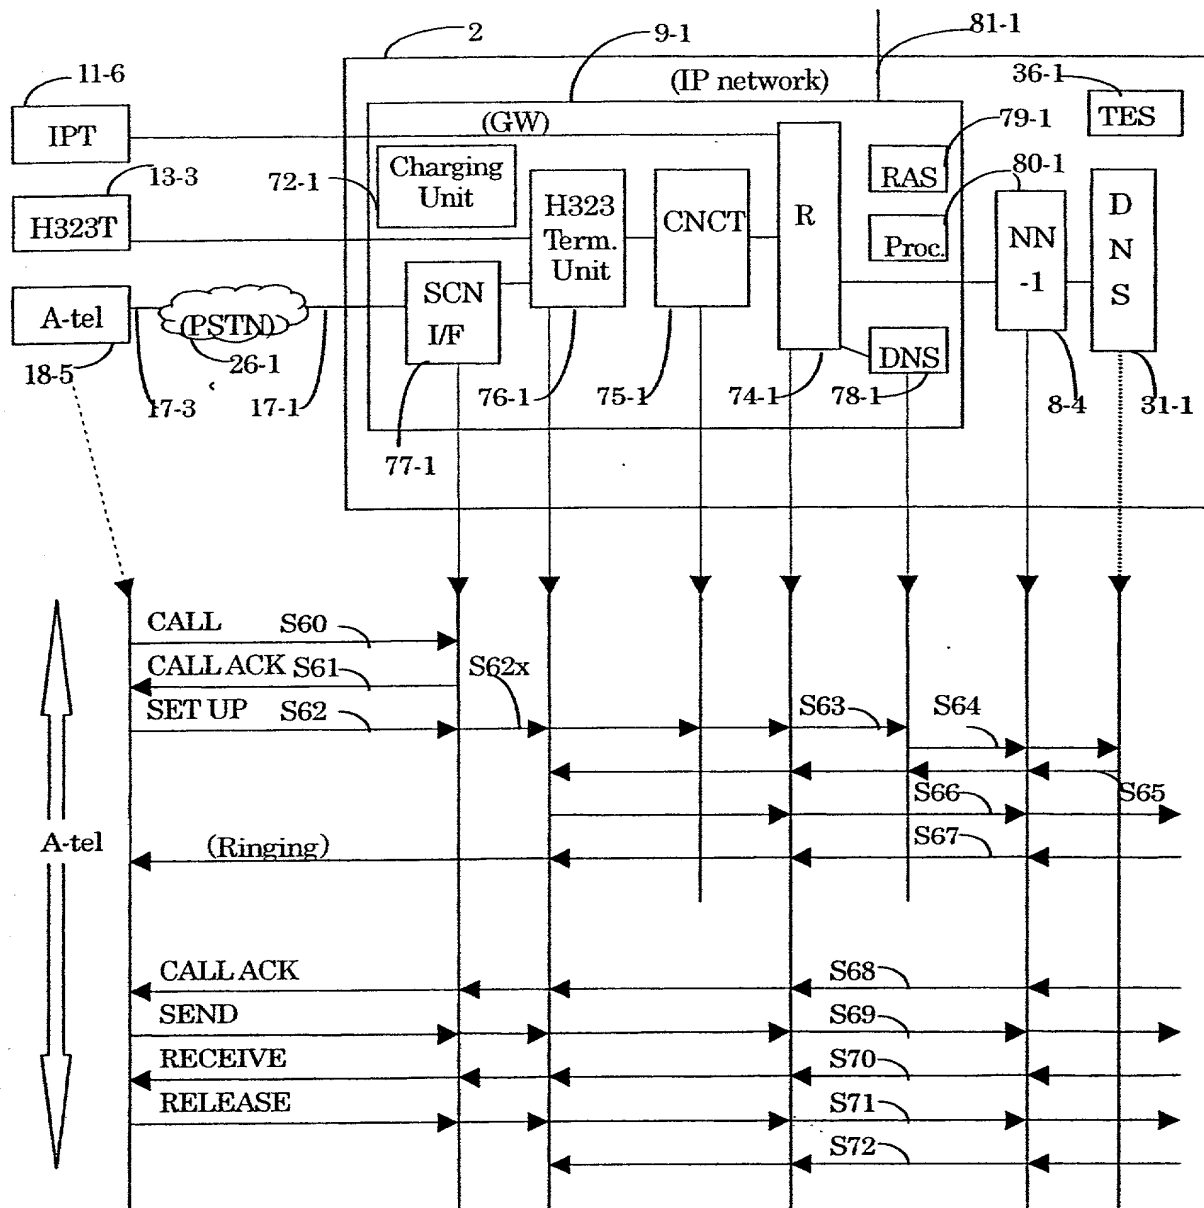 2
9-1
81-1
11-6
(IP network)
36-1
IPT
(GW)
TES
79-1
13-3
72-1
Charging
Unit
RAS
80-1
H323T
H323
Term.
Unit
CNCT
R
Proc.
NN
-1
D
N
S
A-tel
(PSTN)
SCN
I/F
DNS
18-5
26-1
17-3
17-1
76-1
75-1
74-1
78-1
8-4
31-1
77-1
CALL S60
CALL ACK S61
S62x
SET UP S62
S63
S64
S65
S66
A-tel
(Ringing)
S67
CALL ACK
S68
SEND
S69
RECEIVE
S70
RELEASE
S71
S72